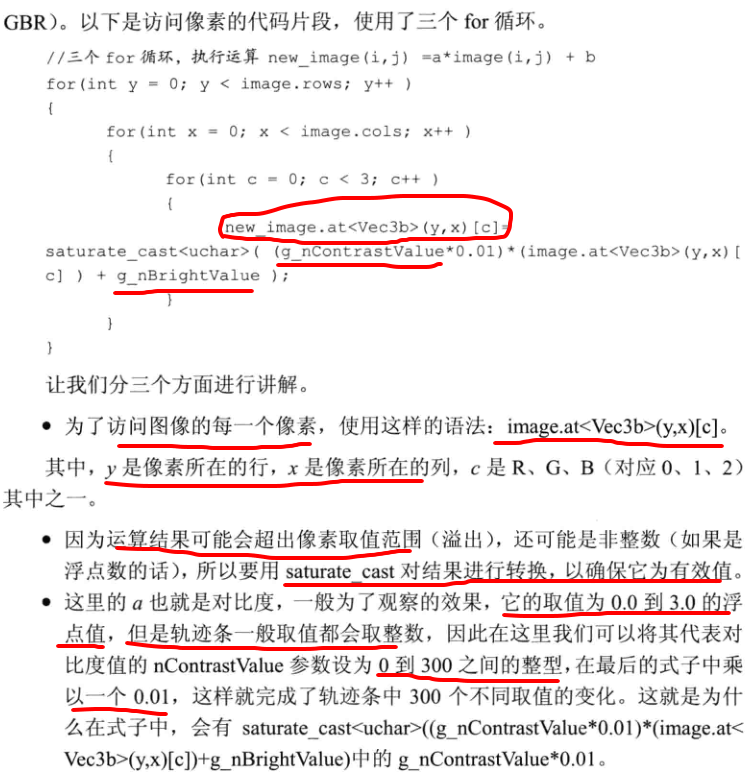 GBR）。以下是访问像素的代码片段，使用了三个 for 循环。
//三个 for 循环，执行运算 new_image(i,j) =a*image(i,j) + b
for(int y = 0; y < image.rows; y++ )
{
for(int x = 0; x < image.cols; x++ )
{
for(int c = 0; c < 3; c++ )
{
new_image.at<Vec3b>(y,x)[c]=
saturate_cast<uchar>( (g_nContrastValue*0.01)*(image.at<Vec3b>(y,x)[
c] ) + g_nBrightValue );
}
}
}
让我们分三个方面进行讲解。
● 为了访问图像的每一个像素，使用这样的语法：image.at<Vec3b>(y,x)[c]。
其中，y 是像素所在的行，x 是像素所在的列，c 是 R、G、B（对应 0、1、2）
其中之一。
● 因为运算结果可能会超出像素取值范围（溢出），还可能是非整数（如果是
浮点数的话），所以要用 saturate_cast 对结果进行转换，以确保它为有效值。
● 这里的 a 也就是对比度，一般为了观察的效果，它的取值为 0.0 到 3.0 的浮
点值，但是轨迹条一般取值都会取整数，因此在这里我们可以将其代表对
比度值的 nContrastValue 参数设为 0 到 300 之间的整型，在最后的式子中乘
以一个 0.01，这样就完成了轨迹条中 300 个不同取值的变化。这就是为什
么在式子中，会有 saturate_cast<uchar>((g_nContrastValue*0.01)*(image.at<
Vec3b>(y,x)[c])+g_nBrightValue)中的 g_nContrastValue*0.01。